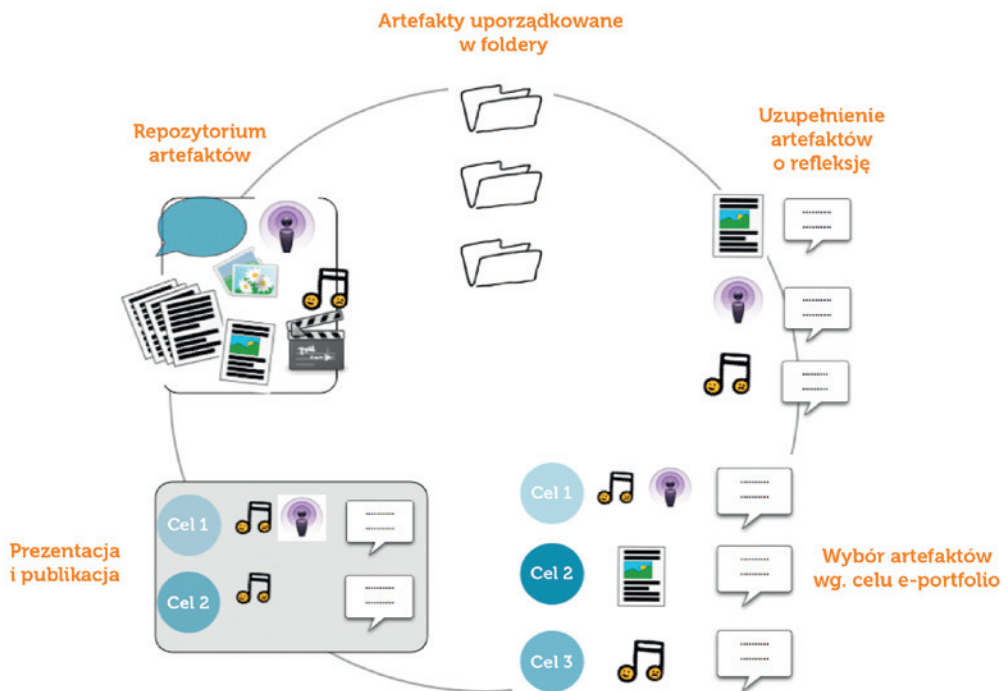 Artefakty uporządkowane
w foldery
Repozytorium
artefaktów
Uzupełnienie
artefaktów
o refleksję
Cel 1
Cel 2
Cel 3
Wybór artefaktów
wg. celu e-portfolio
Prezentacja
i publikacja
Cel 1
Cel 2